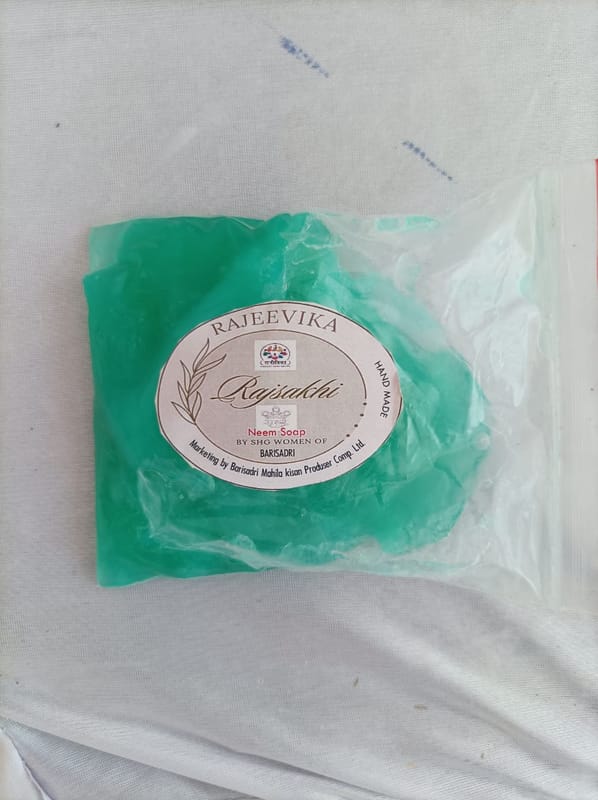 RAJEEVIKA
राजीविका
Rajsakhi
HAND MADE
Neem Soap
BY SHG WOMEN OF
BARISADRI
Marketing by Barisadri Mahila kisan Produser Comp. Ltd.